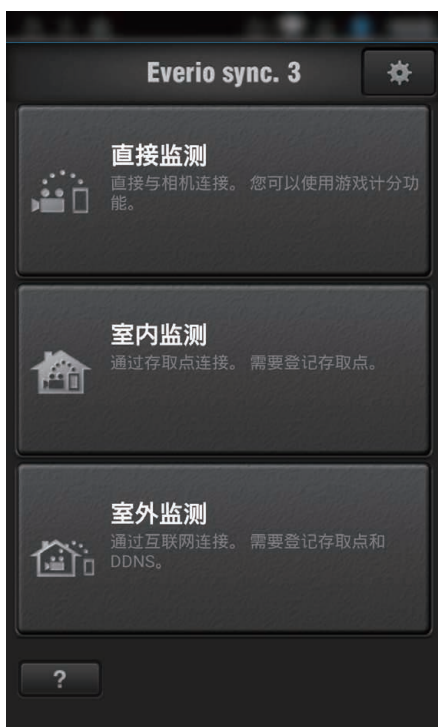 Everio sync. 3
直接监测
直接与相机连接。 您可以使用游戏计分功
能。
室内监测
通过存取点连接。 需要登记存取点。
室外监测
通过互联网连接。 需要登记存取点和
DDNS。
?